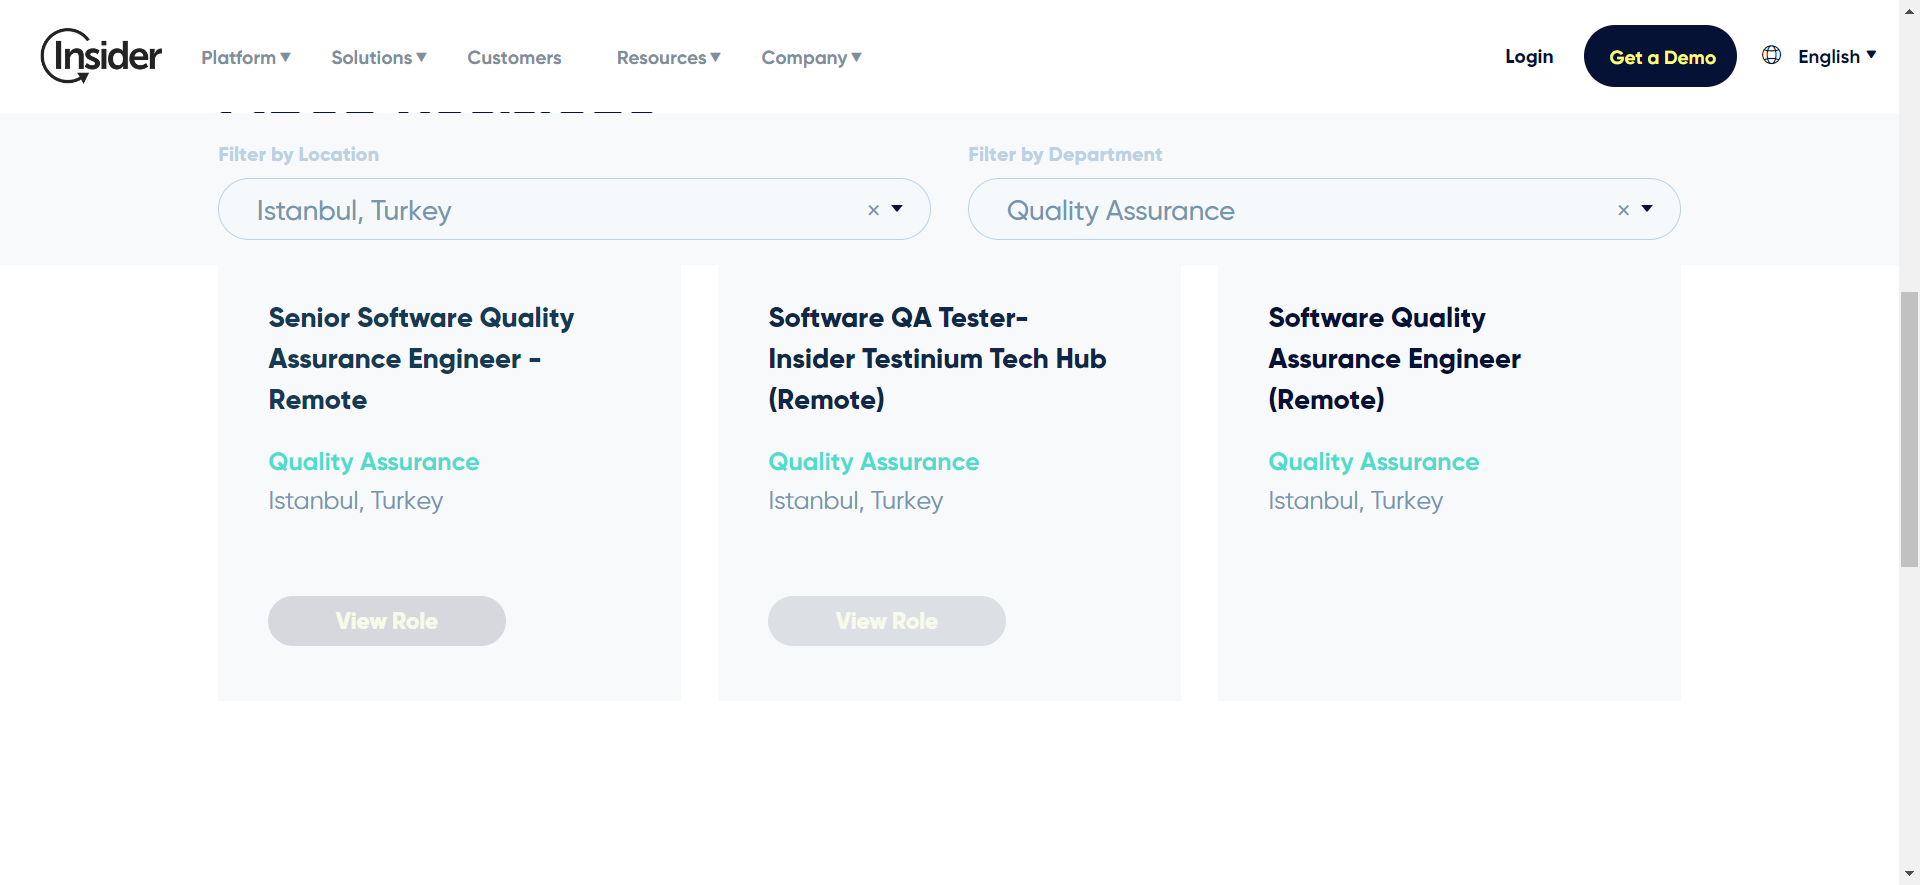 Insider
Platform ▼ Solutions ▼ Customers Resources ▼ Company ▼ Login Get a Demo English ▼
Filter by Location
Filter by Department
Istanbul, Turkey × 
Quality Assurance ×
Senior Software Quality
Assurance Engineer -
Remote
Quality Assurance
Istanbul, Turkey
View Role
Software QA Tester-
Insider Testinium Tech Hub
(Remote)
Quality Assurance
Istanbul, Turkey
View Role
Software Quality
Assurance Engineer
(Remote)
Quality Assurance
Istanbul, Turkey